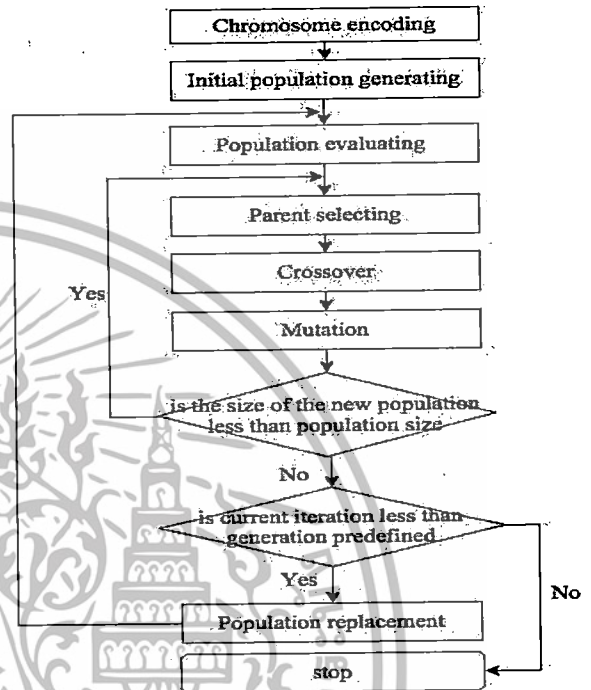 Chromosome encoding
Initial population generating
Population evaluating
Parent selecting
Crossover
Yes
Mutation
is the size of the new population
less than population size
No
is current iteration less than
generation predefined
Yes
No
Population replacement
stop